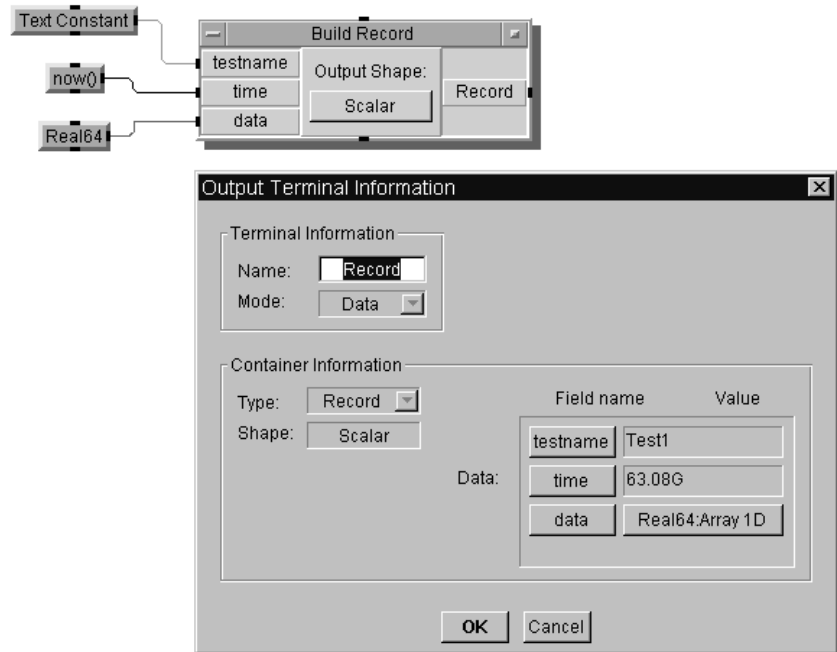 Text Constant
Build Record
testname
Output Shape:
now()
time
Record
Scalar
data
Real64
Output Terminal Information
Terminal Information
Name: Record
Mode: Data
Container Information
Type: Record
Field name Value
Shape: Scalar
testname Test1
Data: time 63.08G
data Real64:Array 1D
OK Cancel